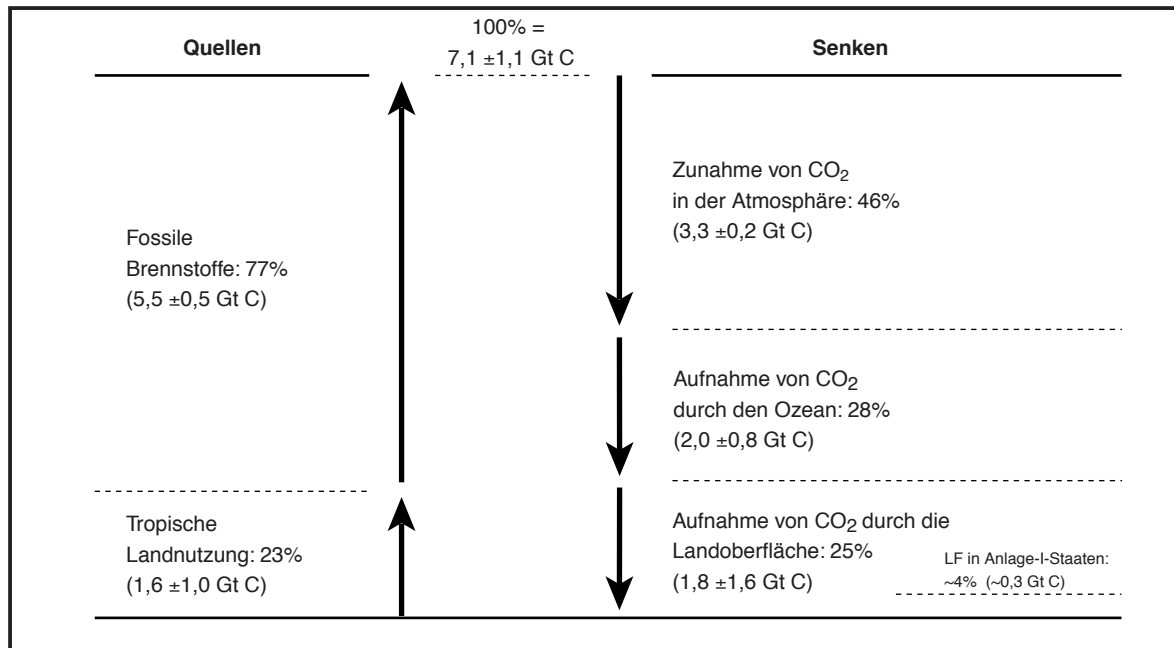 Quellen
100% =
7,1 ±1,1 Gt C
Senken
Fossile
Brennstoffe: 77%
(5,5 ±0,5 Gt C)
Tropische
Landnutzung: 23%
(1,6 ±1,0 Gt C)
Zunahme von CO₂
in der Atmosphäre: 46%
(3,3 ±0,2 Gt C)
Aufnahme von CO₂
durch den Ozean: 28%
(2,0 ±0,8 Gt C)
Aufnahme von CO₂ durch die
Landoberfläche: 25%
(1,8 ±1,6 Gt C)
LF in Anlage-I-Staaten:
~4% (~0,3 Gt C)